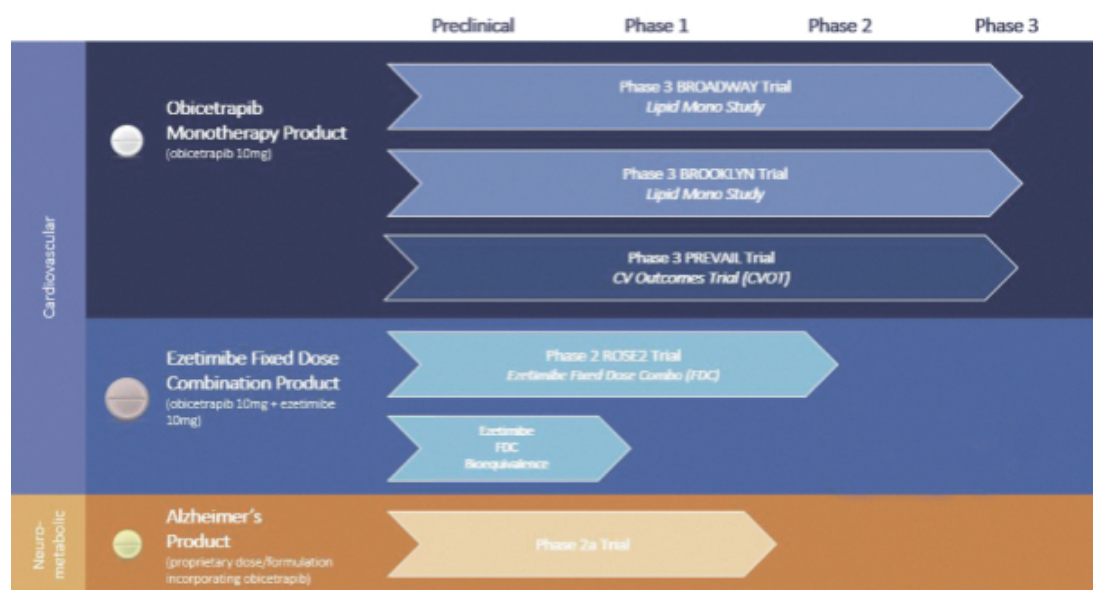 Preclinical Phase 1 Phase 2 Phase 3
Cardiovascular
Obicetrapib
Monotherapy Product
(obicetrapib 10mg)
Phase 3 BROADWAY Trial
Lipid Mono Study
Phase 3 BROOKLYN Trial
Lipid Mono Study
Phase 3 PREVAIL Trial
CV Outcomes Trial (CVOT)
Ezetimibe Fixed Dose
Combination Product
(obicetrapib 10mg + ezetimibe
10mg)
Phase 2 ROSE2 Trial
Ezetimibe Fixed Dose Combo (FDC)
Ezetimibe
FDC
Bioequivalence
Neuro-
metabolic
Alzheimer's
Product
(proprietary dose/formulation
incorporating obicetrapib)
Phase 2a Trial